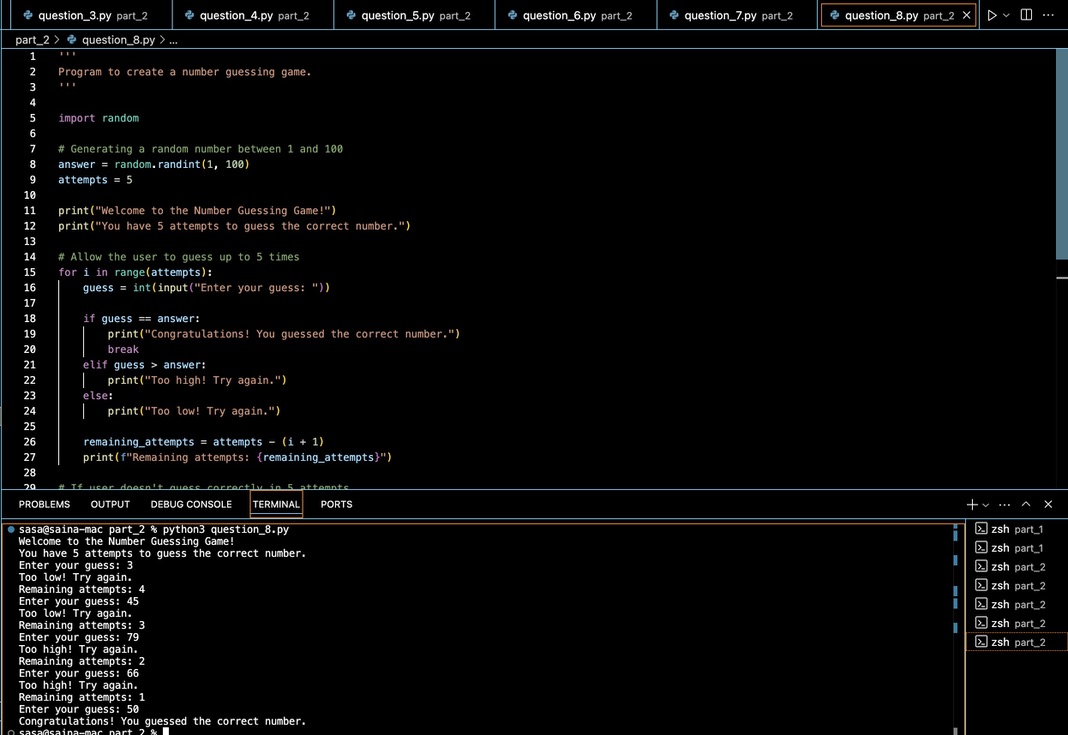 question_3.py part_2 question_4.py part_2 question_5.py part_2 question_6.py part_2 question_7.py part_2 question_8.py part_2
part_2 > question_8.py > ...
1 '''
2 Program to create a number guessing game.
3 '''
4
5 import random
6
7 # Generating a random number between 1 and 100
8 answer = random.randint(1, 100)
9 attempts = 5
10
11 print("Welcome to the Number Guessing Game!")
12 print("You have 5 attempts to guess the correct number.")
13
14 # Allow the user to guess up to 5 times
15 for i in range(attempts):
16 guess = int(input("Enter your guess: "))
17
18 if guess == answer:
19 print("Congratulations! You guessed the correct number.")
20 break
21 elif guess > answer:
22 print("Too high! Try again.")
23 else:
24 print("Too low! Try again.")
25
26 remaining_attempts = attempts - (i + 1)
27 print(f"Remaining attempts: {remaining_attempts}")
28
29 # If user doesn't guess correctly in 5 attempts
PROBLEMS OUTPUT DEBUG CONSOLE TERMINAL PORTS
sasa@saina-mac part_2 % python3 question_8.py
Welcome to the Number Guessing Game!
You have 5 attempts to guess the correct number.
Enter your guess: 3
Too low! Try again.
Remaining attempts: 4
Enter your guess: 45
Too low! Try again.
Remaining attempts: 3
Enter your guess: 79
Too high! Try again.
Remaining attempts: 2
Enter your guess: 66
Too high! Try again.
Remaining attempts: 1
Enter your guess: 50
Congratulations! You guessed the correct number.
sasa@saina-mac part_2 %
zsh part_1
zsh part_1
zsh part_2
zsh part_2
zsh part_2
zsh part_2
zsh part_2